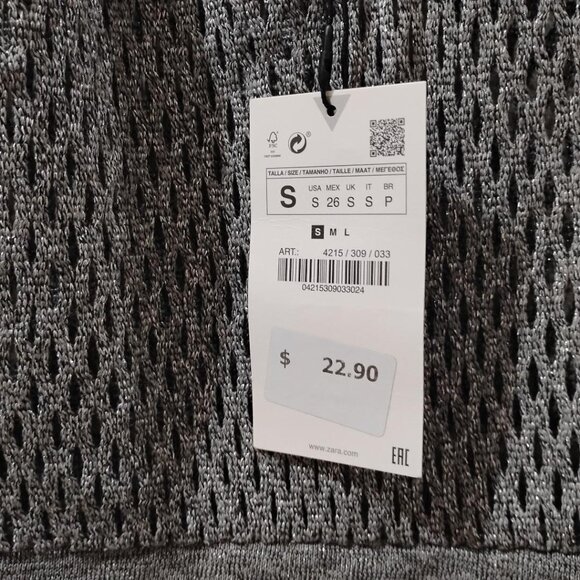 FSC
®
TALLA / SIZE / TAMANHO / TAILLE / MAAT / ΜΕΓΕΘΟΣ
S USA MEX UK IT BR
S 26 S S P
S M L
ART.: 4215 / 309 / 033
04215309033024
$ 22.90
www.zara.com
EAC